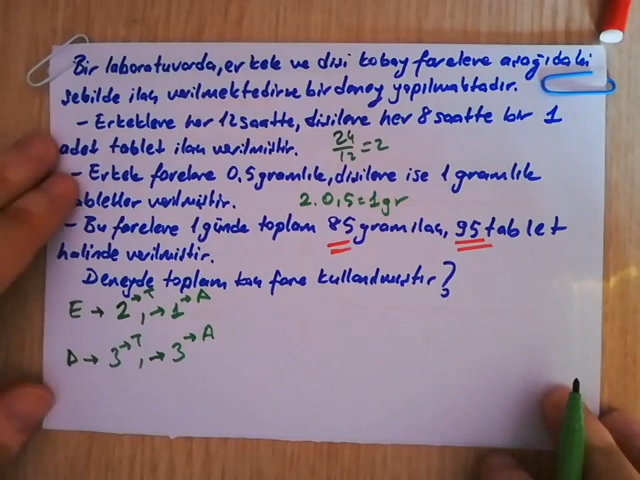 Bir laboratuvarda, erkek ve dişi kobay farelere aşağıdaki
şekilde ilaç verilmektedir ve bir deney yapılmaktadır.
- Erkeklere her 12 saatte, dişilere her 8 saatte bir 1
adet tablet ilaç verilmiştir. 24/12 = 2
- Erkek farelere 0,5 gramlık, dişilere ise 1 gramlık
tabletler verilmiştir. 2.0,5=1gr
- Bu farelere 1 günde toplam 85 gram ilaç, 95 tablet
halinde verilmiştir.
Deneyde toplam kaç fare kullanılmıştır?
E → 2→T, → 1→A
D → 3→T, → 3→A